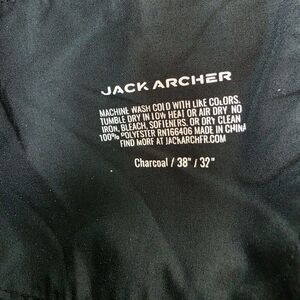 JACK ARCHER
MACHINE WASH COLD WITH LIKE COLORS.
TUMBLE DRY IN LOW HEAT OR AIR DRY. NO
IRON, BLEACH, SOFTENERS, OR DRY CLEAN
100% POLYESTER RN166406 MADE IN CHINA
FIND MORE AT JACKARCHER.COM
Charcoal / 38" / 32"